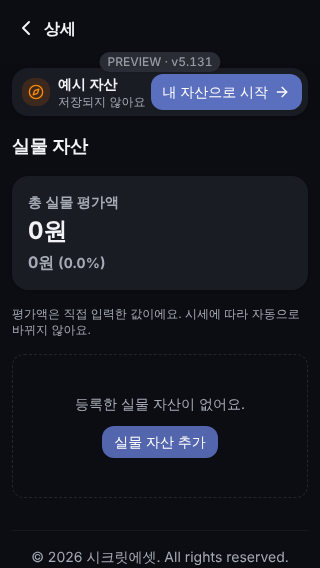 상세
PREVIEW · v5.131
예시 자산
저장되지 않아요
내 자산으로 시작 →
실물 자산
총 실물 평가액
0원
0원 (0.0%)
평가액은 직접 입력한 값이에요. 시세에 따라 자동으로
바뀌지 않아요.
등록한 실물 자산이 없어요.
실물 자산 추가
© 2026 시크릿에셋. All rights reserved.